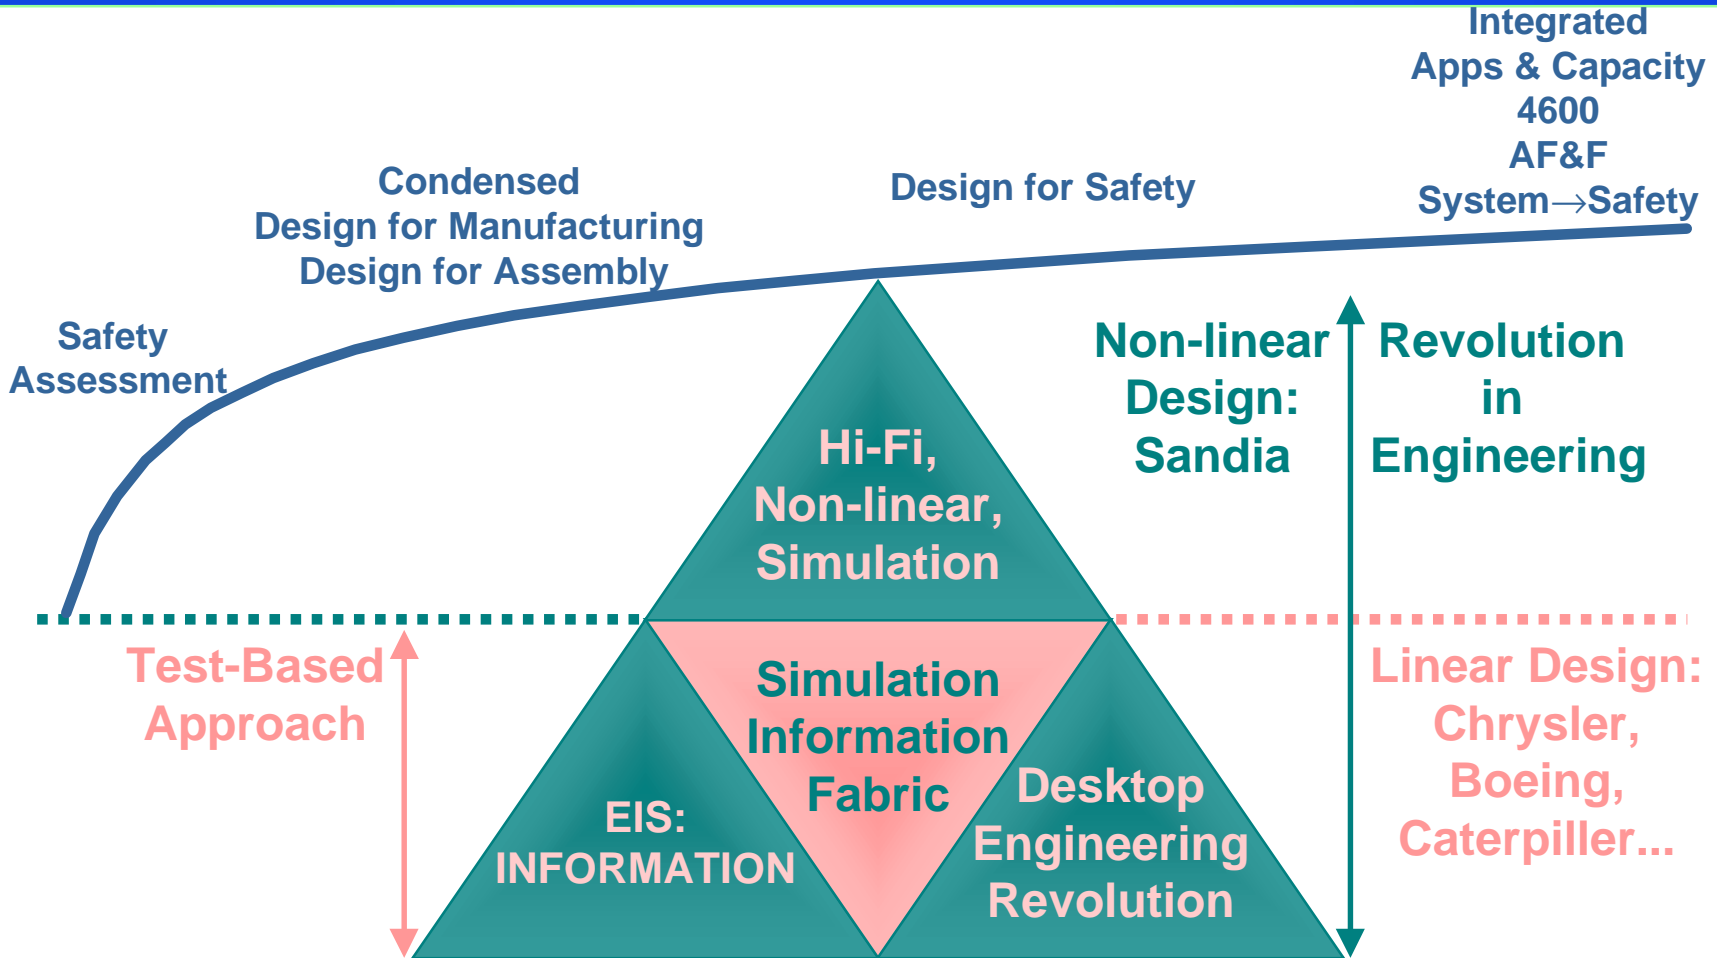 Integrated
Apps & Capacity
4600
AF&F
System→Safety
Condensed
Design for Manufacturing
Design for Assembly
Design for Safety
Safety
Assessment
Non-linear
Design:
Sandia
Revolution
in
Engineering
Hi-Fi,
Non-linear,
Simulation
Test-Based
Approach
Simulation
Information
Fabric
EIS:
INFORMATION
Desktop
Engineering
Revolution
Linear Design:
Chrysler,
Boeing,
Caterpiller...